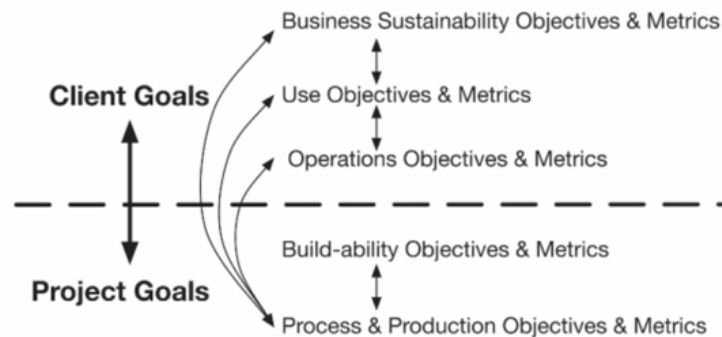 Business Sustainability Objectives & Metrics
Client Goals
Use Objectives & Metrics
Operations Objectives & Metrics
Build-ability Objectives & Metrics
Project Goals
Process & Production Objectives & Metrics